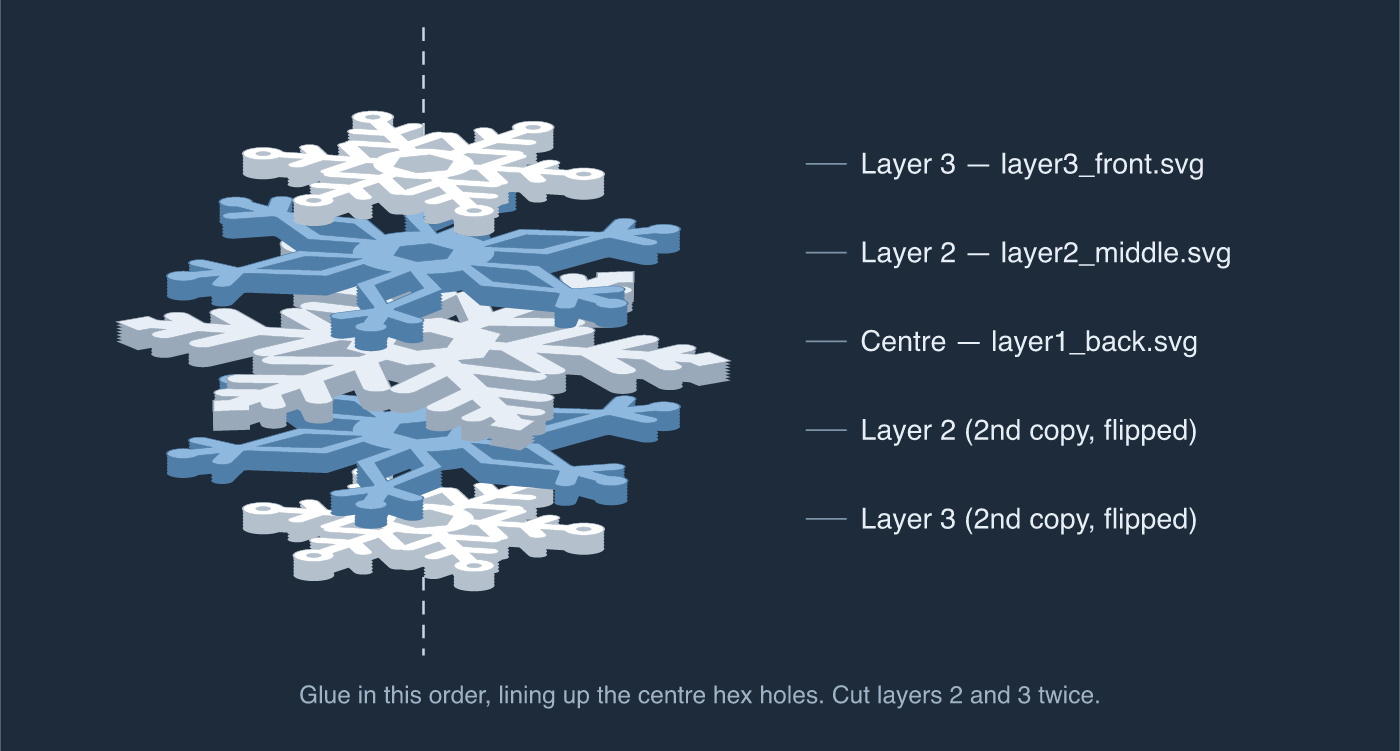 Layer 3 — layer3_front.svg
Layer 2 — layer2_middle.svg
Centre — layer1_back.svg
Layer 2 (2nd copy, flipped)
Layer 3 (2nd copy, flipped)
Glue in this order, lining up the centre hex holes. Cut layers 2 and 3 twice.